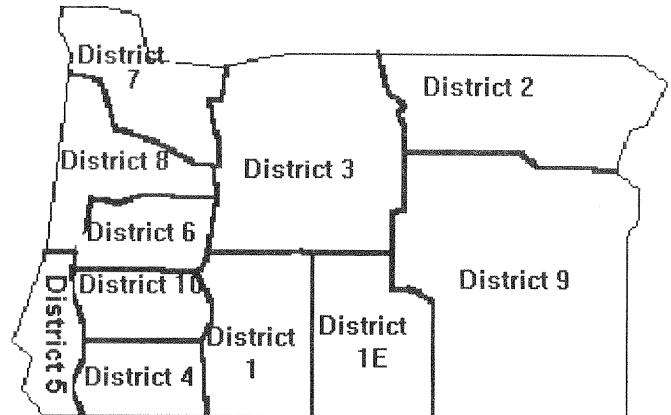 District
7
District 2
District 8
District 3
District 6
District 10
District 9
District 5
District
1
District
1E
District 4